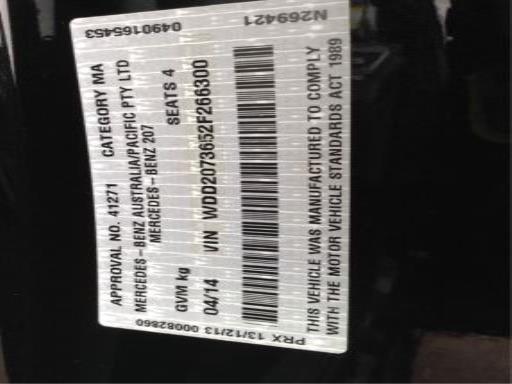 0490165453
N269421
APPROVAL NO. 41271 CATEGORY MA
MERCEDES-BENZ AUSTRALIA/PACIFIC PTY LTD
MERCEDES-BENZ 207
GVM kg SEATS 4
04/14 VIN WDD2073652F266300
THIS VEHICLE WAS MANUFACTURED TO COMPLY
WITH THE MOTOR VEHICLE STANDARDS ACT 1989
PRX 13/12/13 00082860